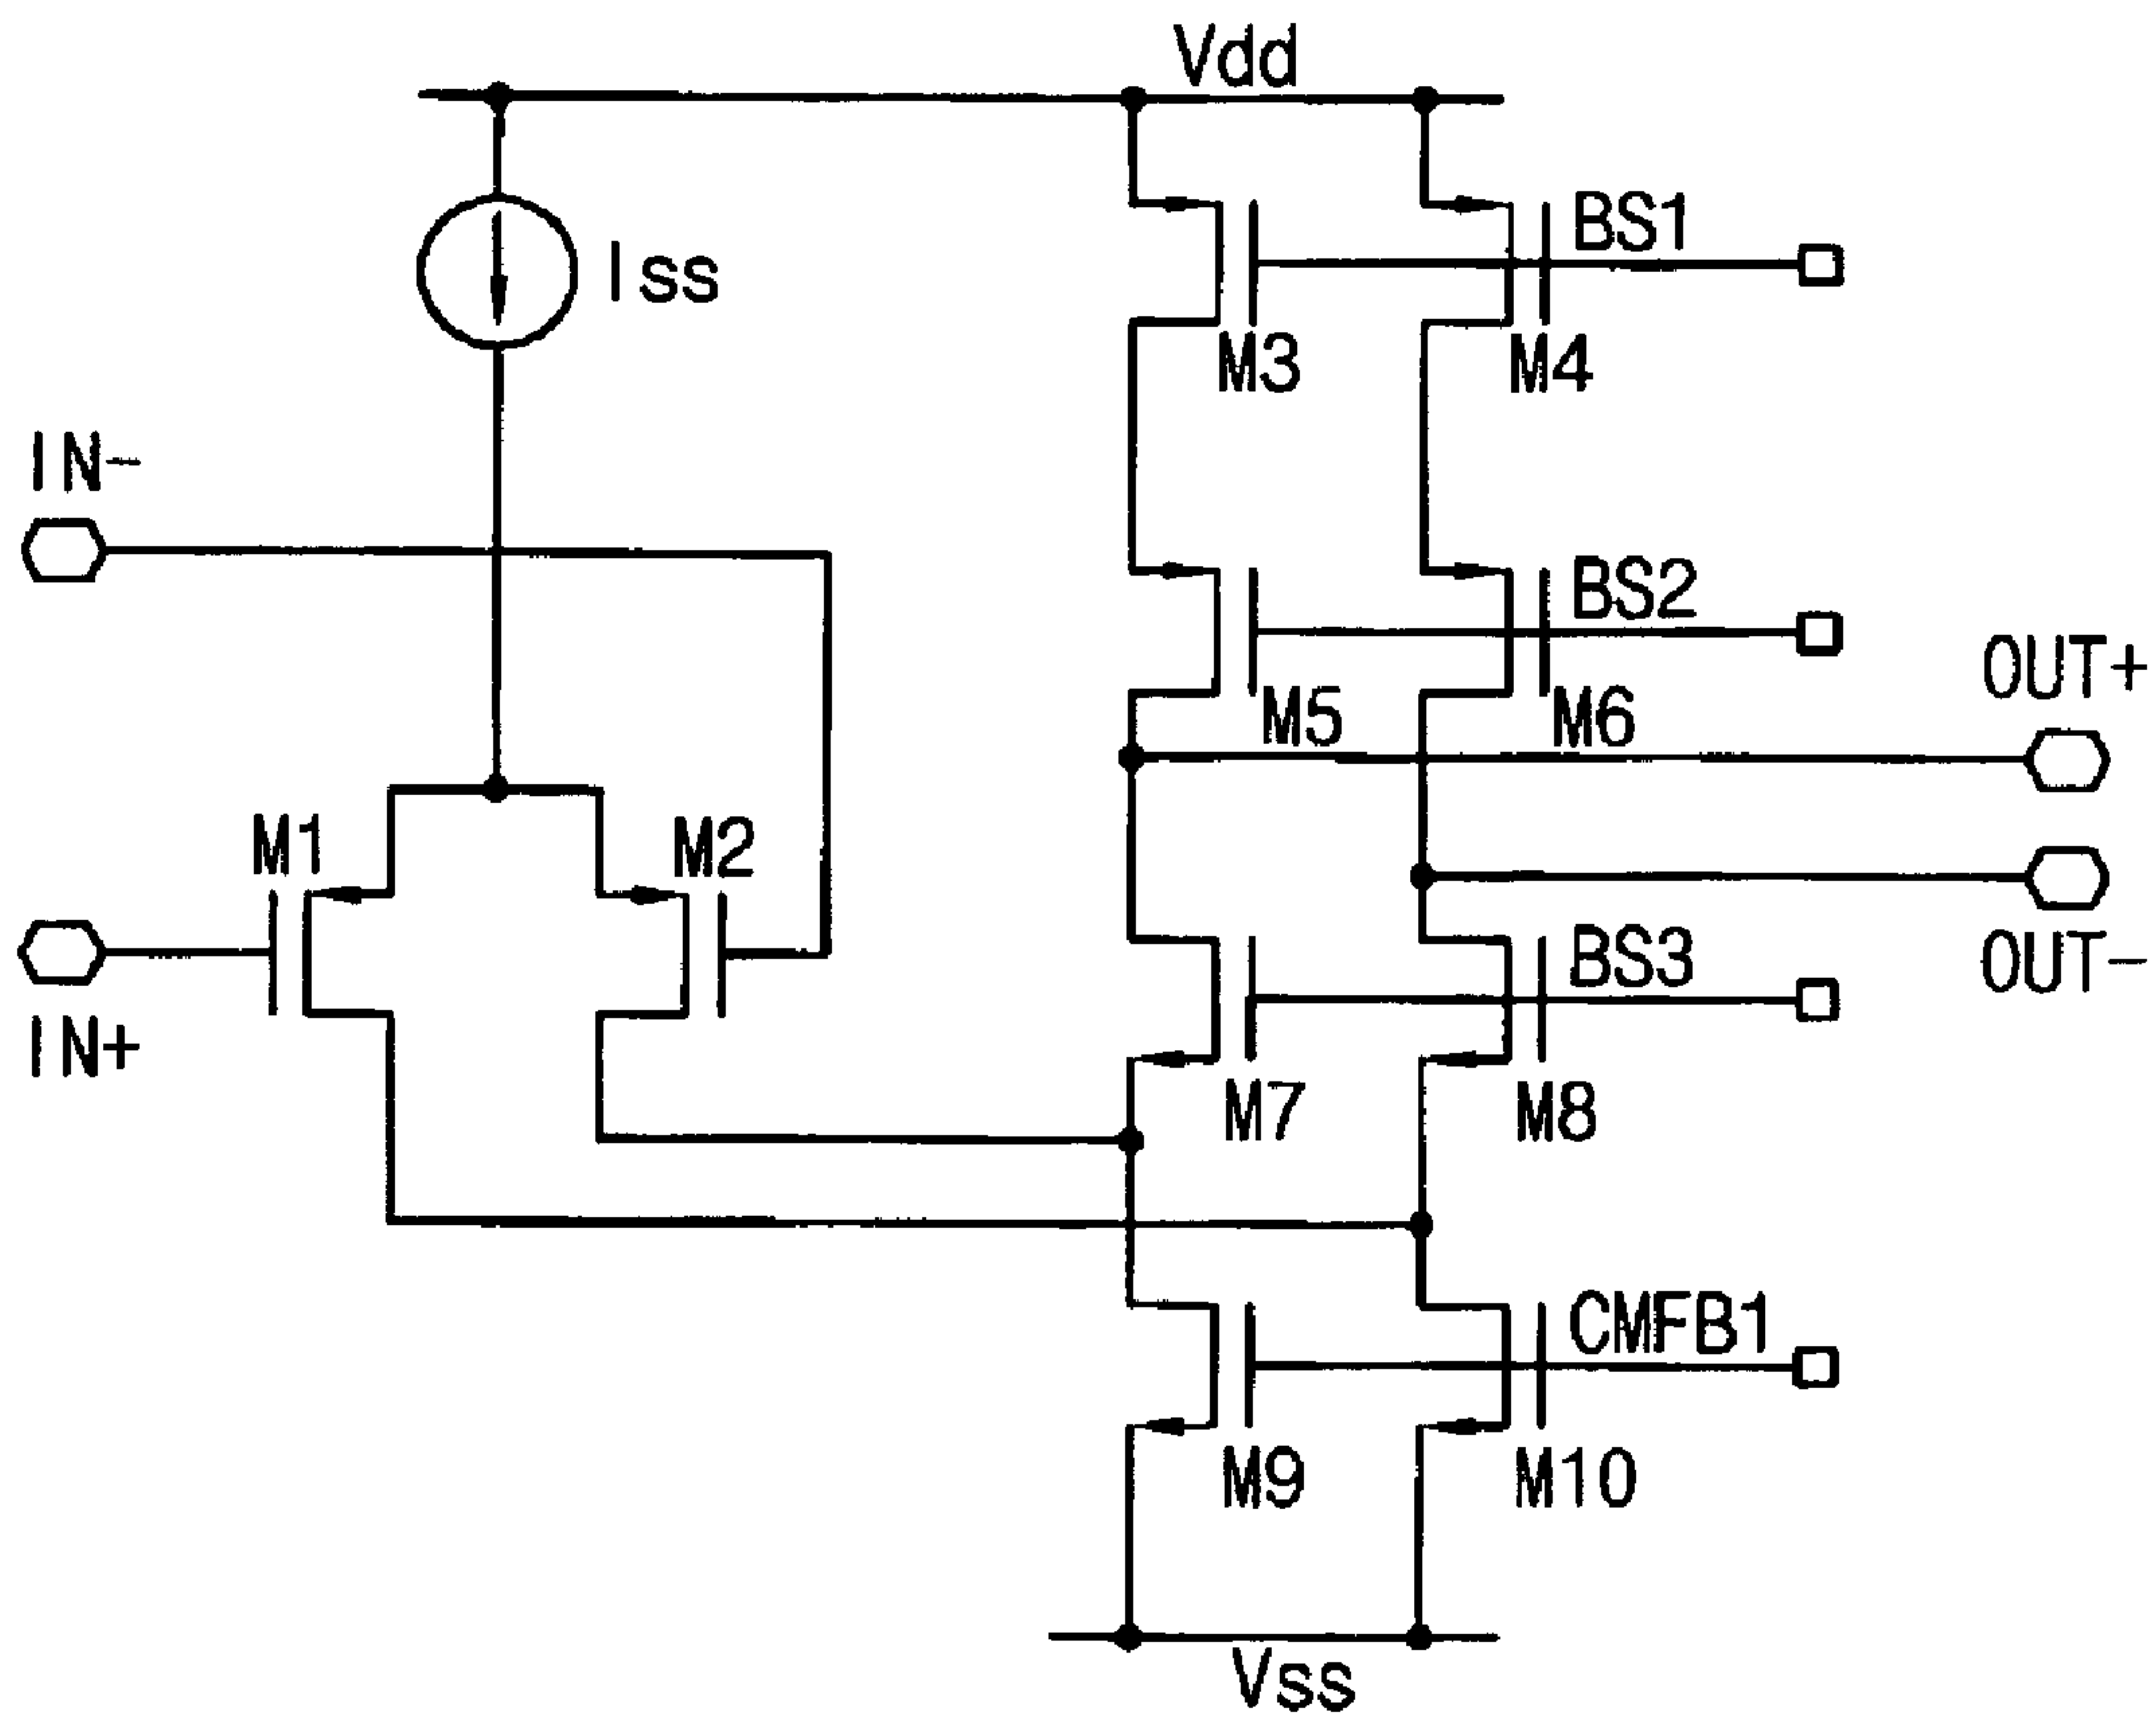 Vdd
BS1
Iss
M3
M4
IN-
BS2
OUT+
M5
M6
M1
M2
BS3
OUT-
IN+
M7
M8
CMFB1
M9
M10
Vss